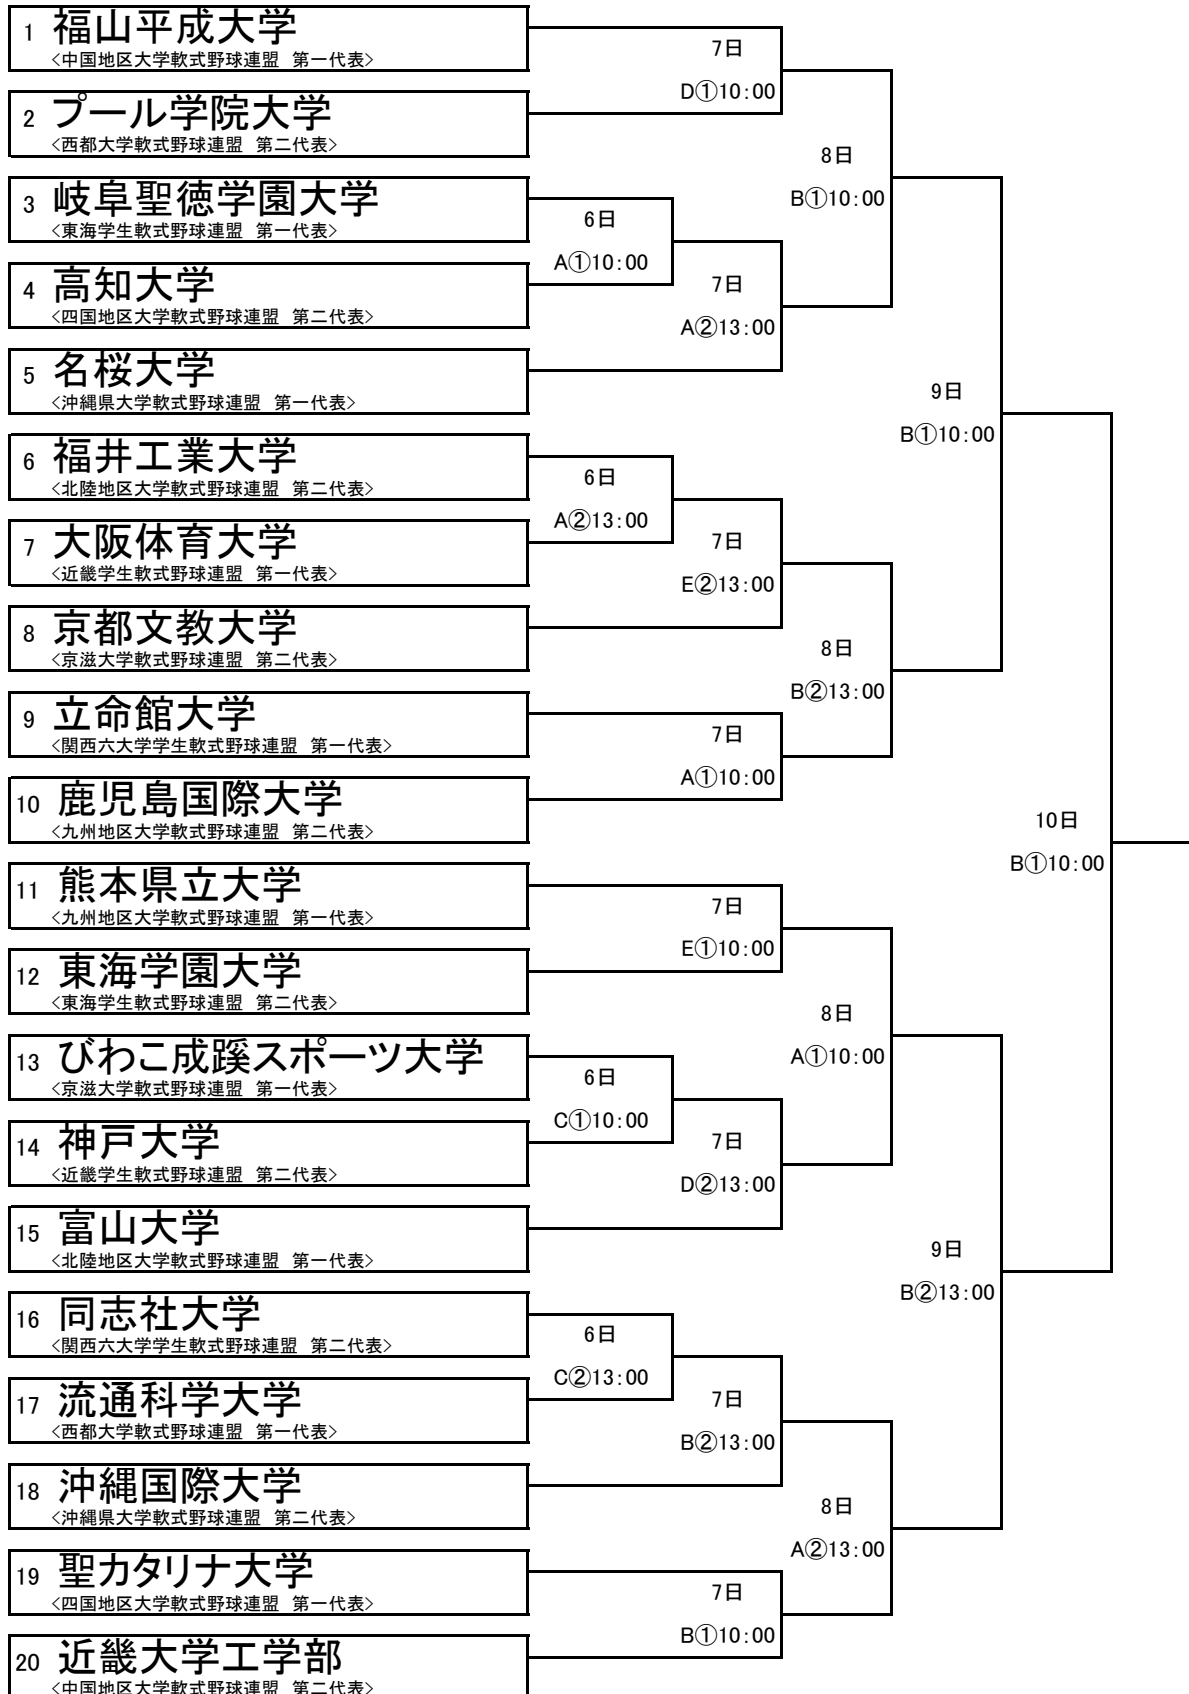 1 福山平成大学
<中国地区大学軟式野球連盟 第一代表>
7日
D①10:00
2 プール学院大学
<西都大学軟式野球連盟 第二代表>
8日
B①10:00
3 岐阜聖徳学園大学
<東海学生軟式野球連盟 第一代表>
6日
A①10:00
4 高知大学
<四国地区大学軟式野球連盟 第二代表>
7日
A②13:00
5 名桜大学
<沖縄県大学軟式野球連盟 第一代表>
9日
B①10:00
6 福井工業大学
<北陸地区大学軟式野球連盟 第二代表>
6日
A②13:00
7 大阪体育大学
<近畿学生軟式野球連盟 第一代表>
7日
E②13:00
8 京都文教大学
<京滋大学軟式野球連盟 第二代表>
8日
B②13:00
9 立命館大学
<関西六大学学生軟式野球連盟 第一代表>
7日
A①10:00
10 鹿児島国際大学
<九州地区大学軟式野球連盟 第二代表>
10日
B①10:00
11 熊本県立大学
<九州地区大学軟式野球連盟 第一代表>
7日
E①10:00
12 東海学園大学
<東海学生軟式野球連盟 第二代表>
8日
A①10:00
13 びわこ成蹊スポーツ大学
<京滋大学軟式野球連盟 第一代表>
6日
C①10:00
14 神戸大学
<近畿学生軟式野球連盟 第二代表>
7日
D②13:00
15 富山大学
<北陸地区大学軟式野球連盟 第一代表>
9日
B②13:00
16 同志社大学
<関西六大学学生軟式野球連盟 第二代表>
6日
C②13:00
17 流通科学大学
<西都大学軟式野球連盟 第一代表>
7日
B②13:00
18 沖縄国際大学
<沖縄県大学軟式野球連盟 第二代表>
8日
A②13:00
19 聖カタリナ大学
<四国地区大学軟式野球連盟 第一代表>
7日
B①10:00
20 近畿大学工学部
<中国地区大学軟式野球連盟 第二代表>